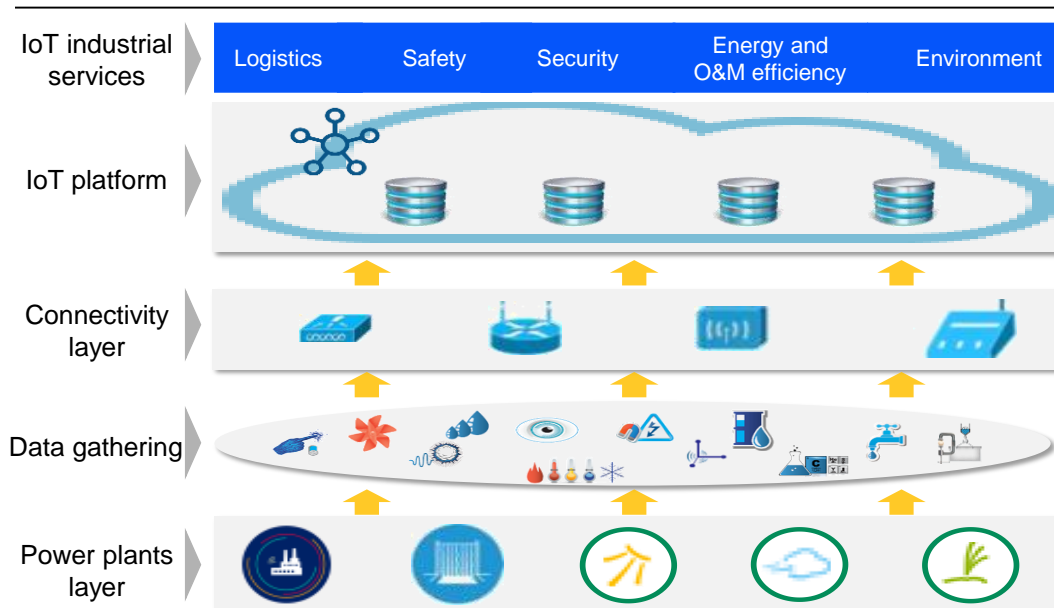 IoT industrial
services
Logistics
Safety
Security
Energy and
O&M efficiency
Environment
IoT platform
Connectivity
layer
Data gathering
Power plants
layer